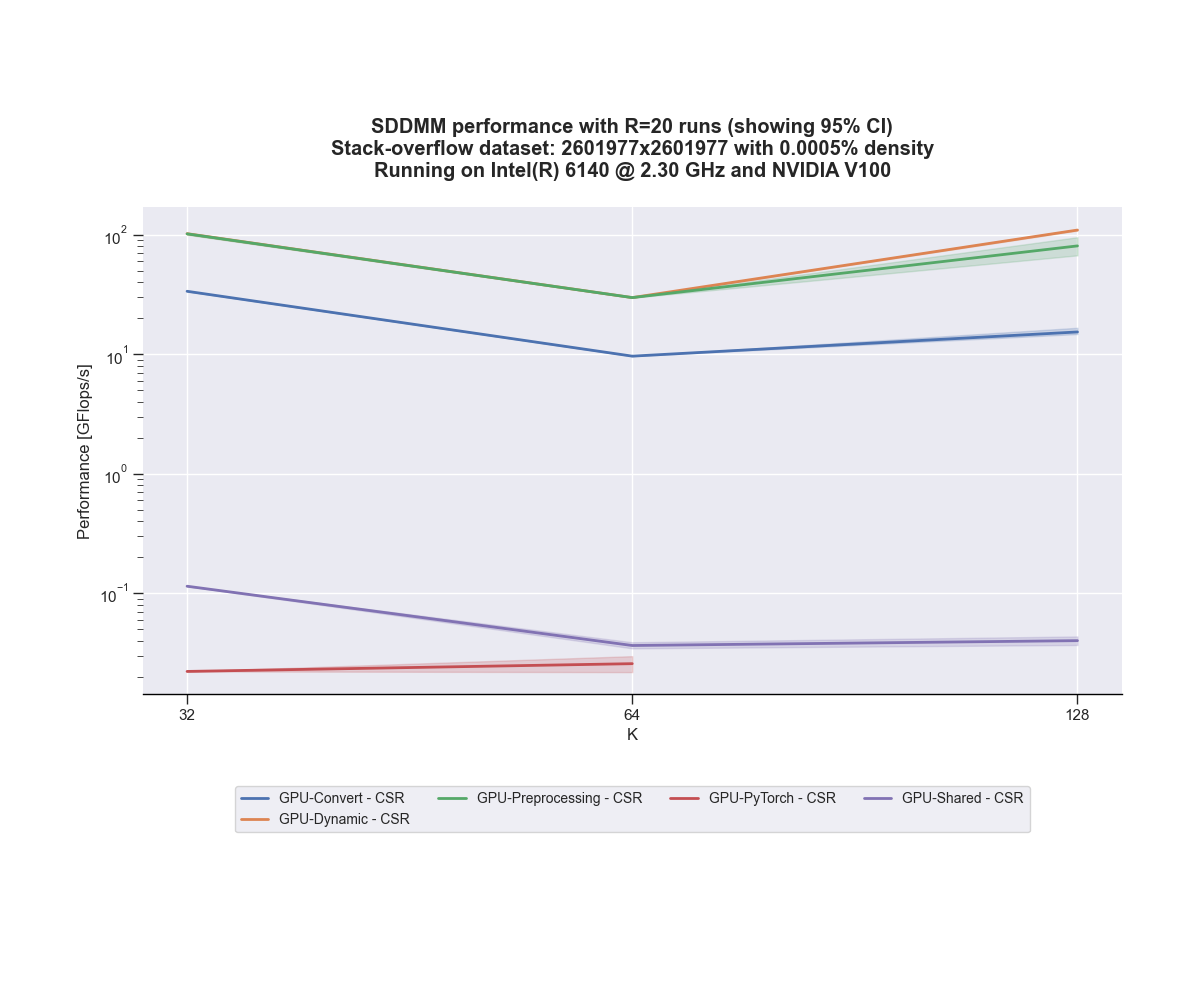 SDDMM performance with R=20 runs (showing 95% CI)
Stack-overflow dataset: 2601977x2601977 with 0.0005% density
Running on Intel(R) 6140 @ 2.30 GHz and NVIDIA V100
Performance [GFlops/s]
10²
10¹
10⁰
10⁻¹
32 64 128
K
GPU-Convert - CSR GPU-Preprocessing - CSR GPU-PyTorch - CSR GPU-Shared - CSR
GPU-Dynamic - CSR